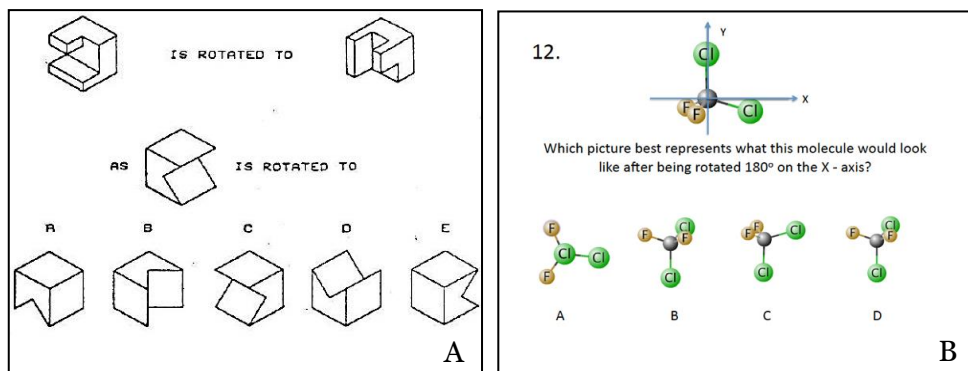 IS ROTATED TO
AS
IS ROTATED TO
A B C D E
A
12.
Y
Cl
X
F
F
Cl
Which picture best represents what this molecule would look
like after being rotated 180° on the X - axis?
F
Cl
Cl
F
F
Cl
F
Cl
F
F
Cl
Cl
F
Cl
F
Cl
A B C D
B